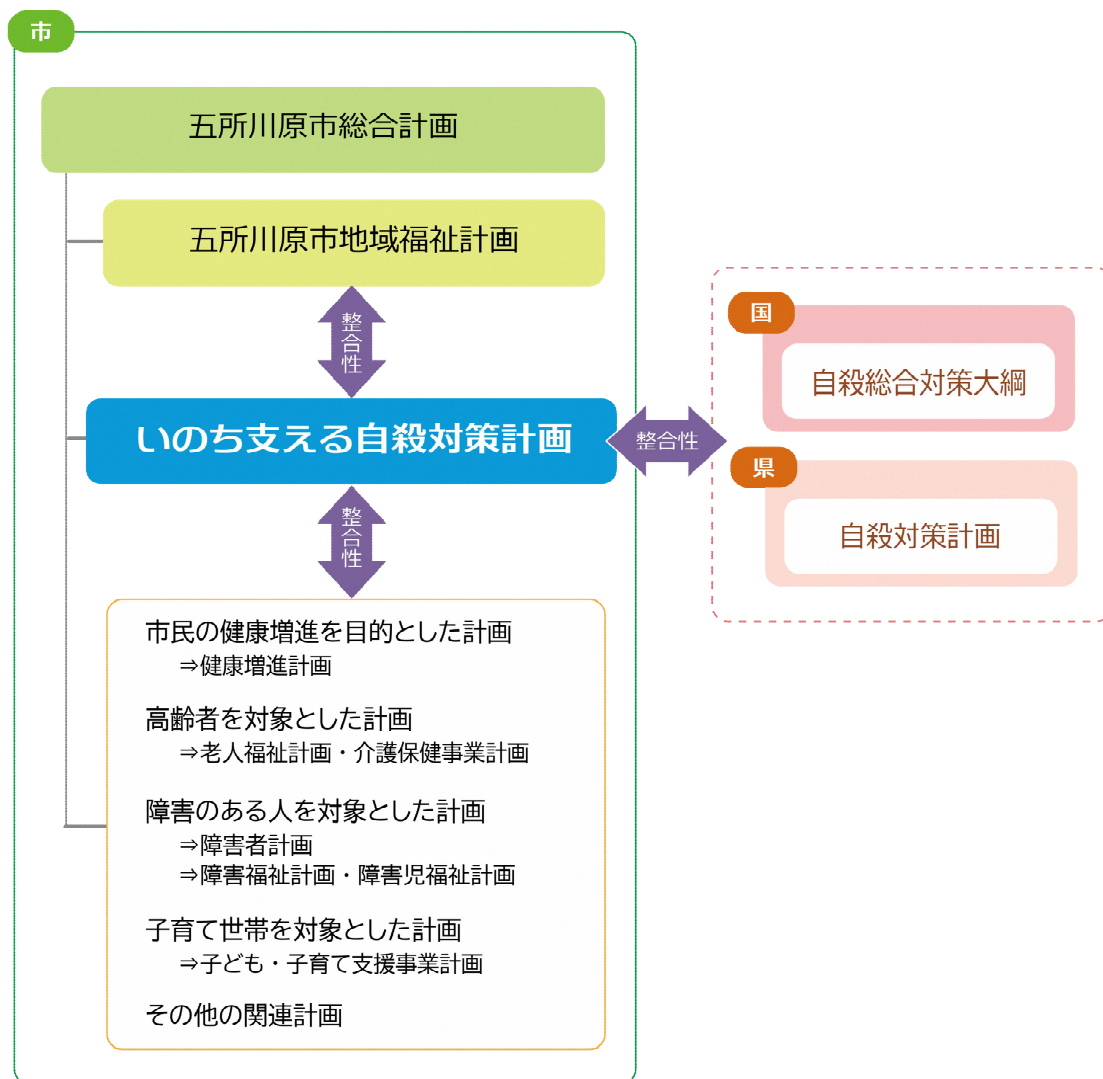 市
五所川原市総合計画
五所川原市地域福祉計画
整合性
いのち支える自殺対策計画
整合性
整合性
市民の健康増進を目的とした計画
⇒健康増進計画
高齢者を対象とした計画
⇒老人福祉計画・介護保健事業計画
障害のある人を対象とした計画
⇒障害者計画
⇒障害福祉計画・障害児福祉計画
子育て世帯を対象とした計画
⇒子ども・子育て支援事業計画
その他の関連計画
国
自殺総合対策大綱
県
自殺対策計画